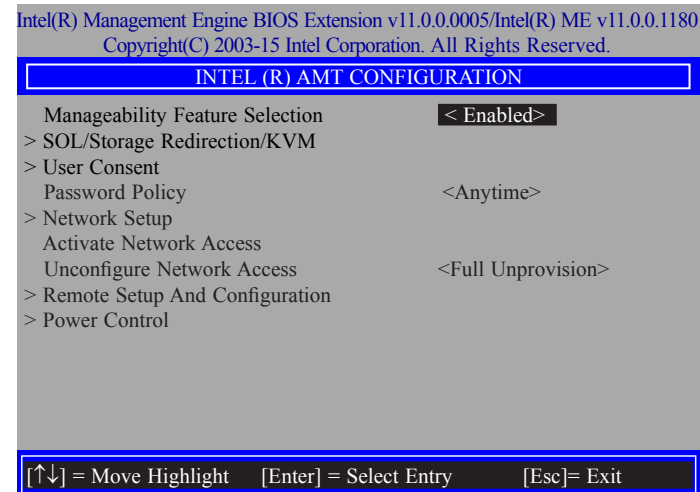 Intel(R) Management Engine BIOS Extension v11.0.0.0005/Intel(R) ME v11.0.0.1180
Copyright(C) 2003-15 Intel Corporation. All Rights Reserved.
INTEL (R) AMT CONFIGURATION
Manageability Feature Selection < Enabled>
> SOL/Storage Redirection/KVM
> User Consent
Password Policy <Anytime>
> Network Setup
Activate Network Access
Unconfigure Network Access <Full Unprovision>
> Remote Setup And Configuration
> Power Control
[↑↓] = Move Highlight [Enter] = Select Entry [Esc]= Exit